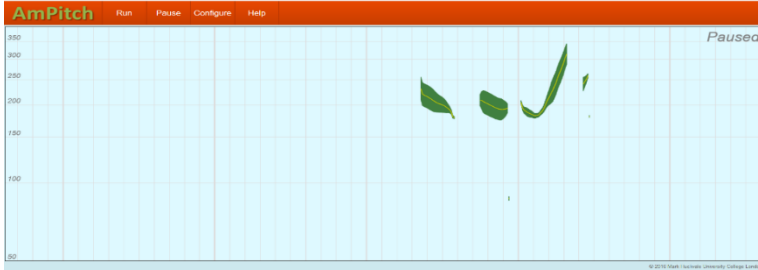 AmPitch Run Pause Configure Help
Paused
350
300
250
200
150
100
50
© 2016 Mark Huckvale University College London